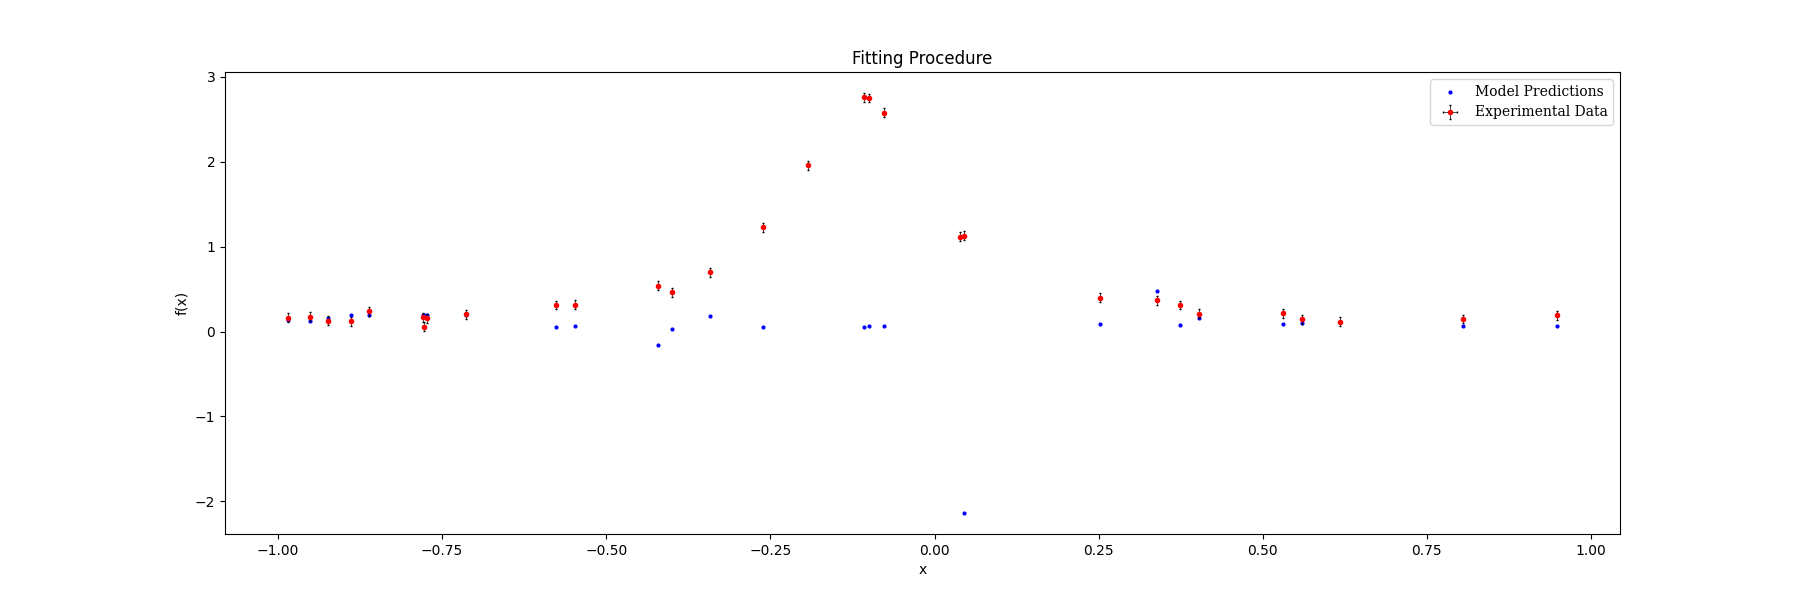 Fitting Procedure
Model Predictions
Experimental Data
3
2
1
0
−1
−2
f(x)
−1.00 −0.75 −0.50 −0.25 0.00 0.25 0.50 0.75 1.00
x